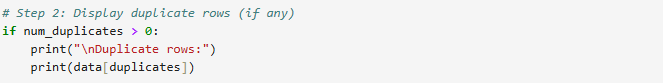 # Step 2: Display duplicate rows (if any)
if num_duplicates > 0:
    print("\nDuplicate rows:")
    print(data[duplicates])